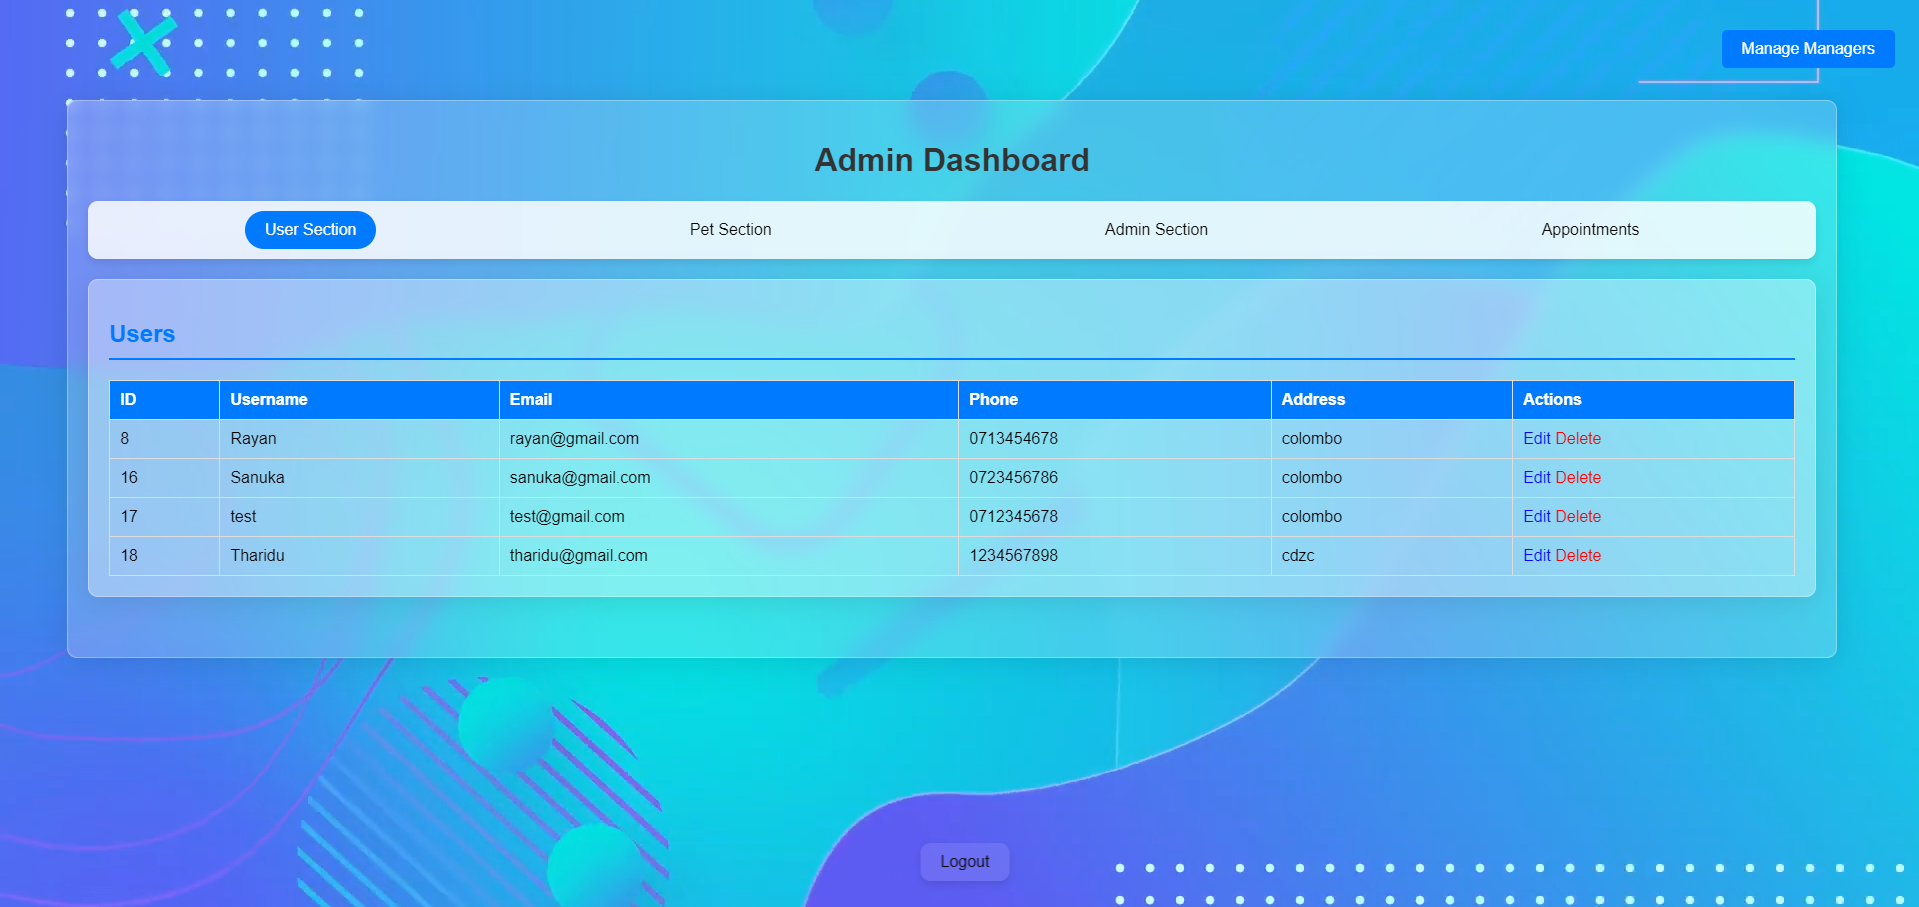 Manage Managers
Admin Dashboard
User Section Pet Section Admin Section Appointments
Users
ID Username Email Phone Address Actions
8 Rayan rayan@gmail.com 0713454678 colombo Edit Delete
16 Sanuka sanuka@gmail.com 0723456786 colombo Edit Delete
17 test test@gmail.com 0712345678 colombo Edit Delete
18 Tharidu tharidu@gmail.com 1234567898 cdzc Edit Delete
Logout